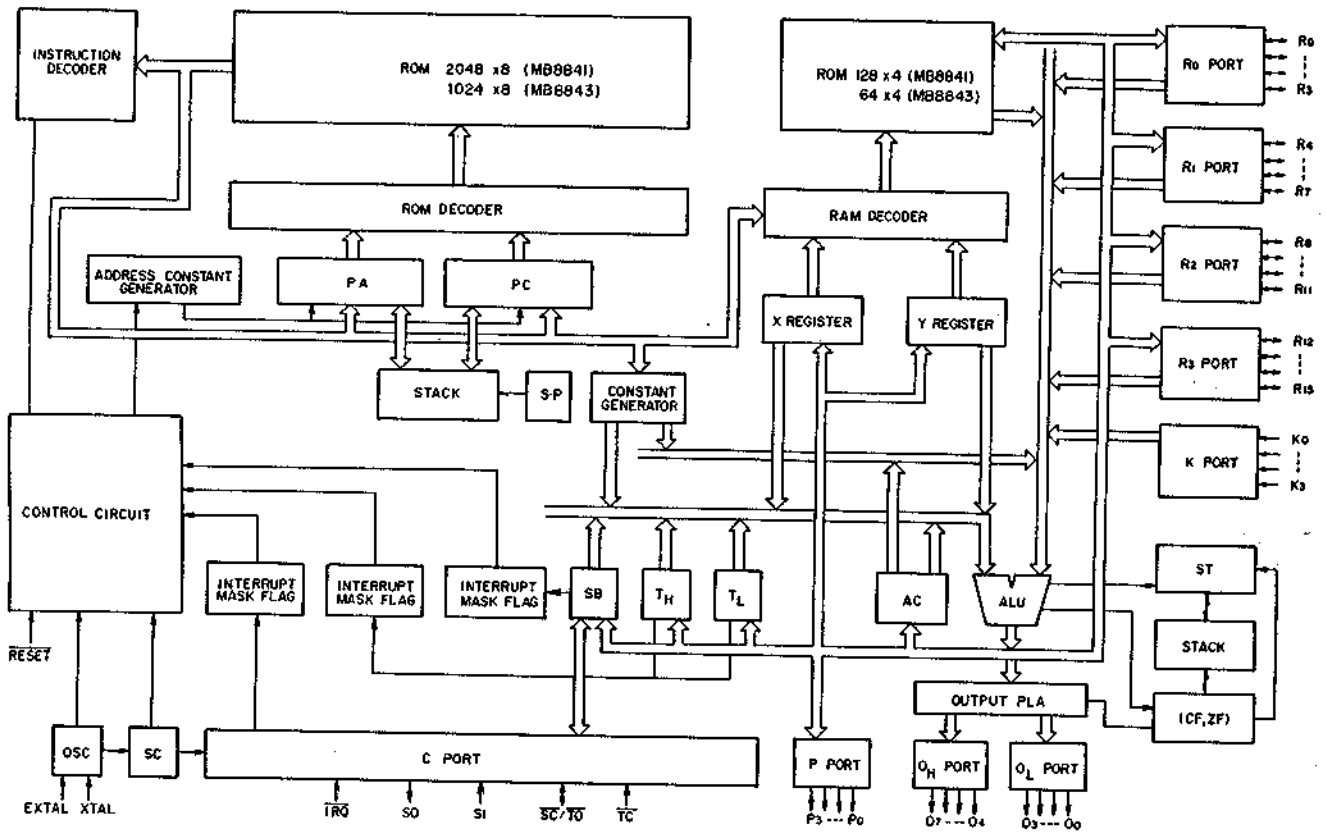 INSTRUCTION
DECODER
ROM 2048 x8 (MB8841)
1024 x8 (MB8843)
ROM 128 x4 (MB8841)
64 x4 (MB8843)
R0 PORT
R0
R3
R1 PORT
R4
R7
ROM DECODER
RAM DECODER
R2 PORT
R8
R11
ADDRESS CONSTANT
GENERATOR
PA
PC
X REGISTER
Y REGISTER
R3 PORT
R12
R15
STACK
S-P
CONSTANT
GENERATOR
K PORT
K0
K3
CONTROL CIRCUIT
INTERRUPT
MASK FLAG
INTERRUPT
MASK FLAG
INTERRUPT
MASK FLAG
SB
TH
TL
AC
ALU
ST
STACK
(CF,ZF)
RESET
OUTPUT PLA
OSC
SC
C PORT
P PORT
OH PORT
OL PORT
EXTAL XTAL
IRQ
SO
SI
SC/TO
TC
P3 --- P0
O7 --- O4
O3 --- O0